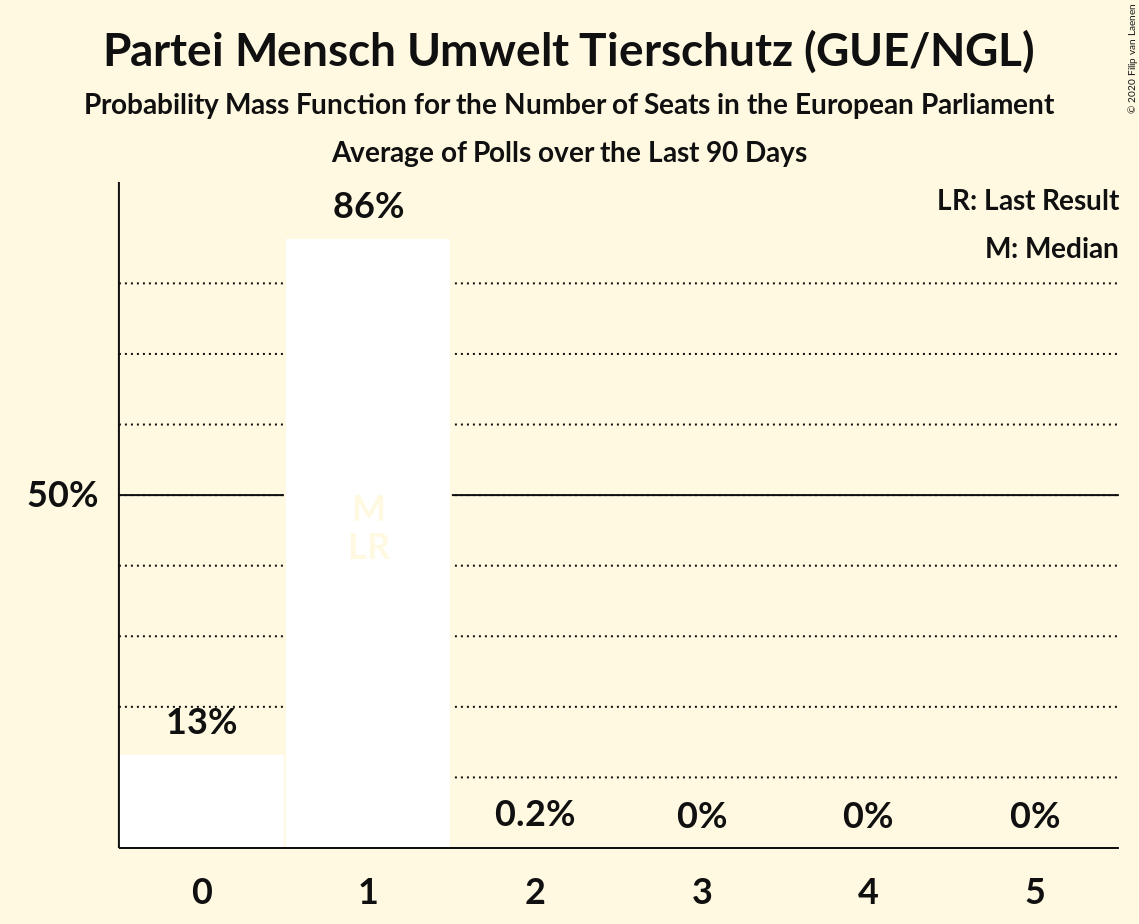 Partei Mensch Umwelt Tierschutz (GUE/NGL)
Probability Mass Function for the Number of Seats in the European Parliament
Average of Polls over the Last 90 Days
© 2020 Filip van Laenen
LR: Last Result
M: Median
86%
50%
M
LR
13%
0.2%
0%
0%
0%
0
1
2
3
4
5